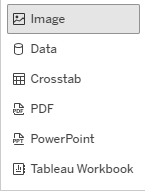 Image
Data
Crosstab
PDF
PowerPoint
Tableau Workbook